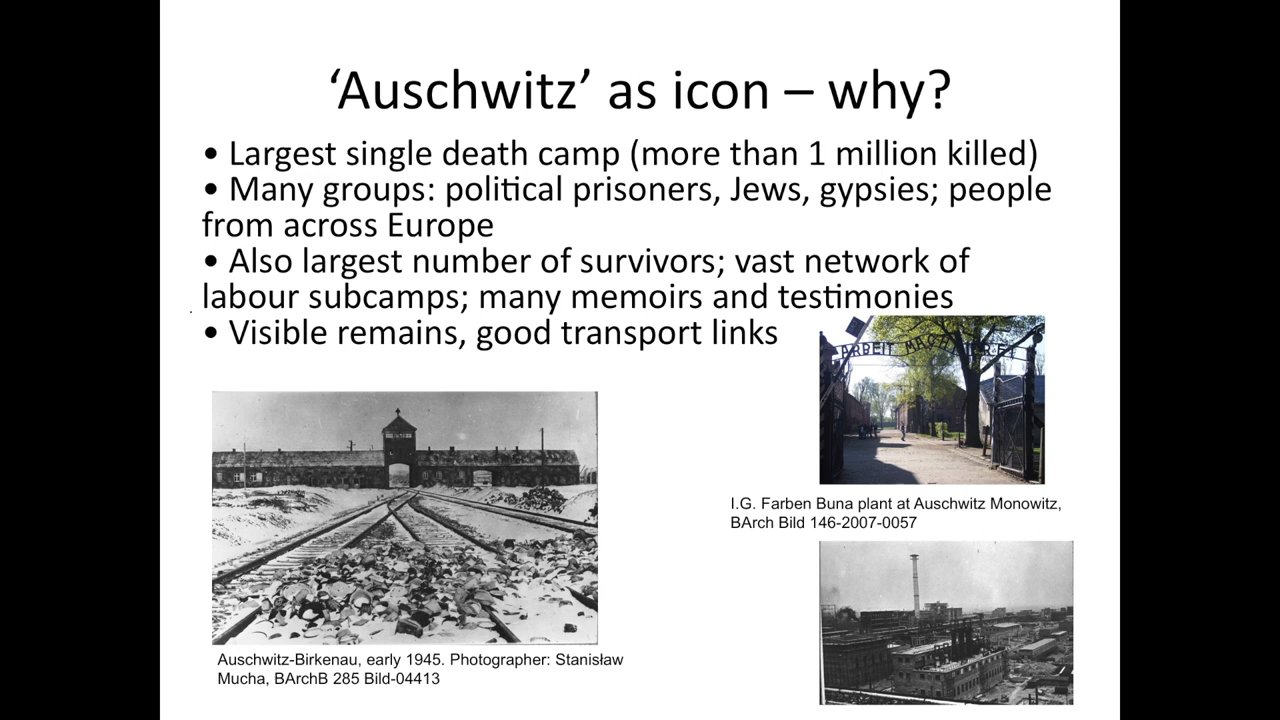 ‘Auschwitz’ as icon – why?
• Largest single death camp (more than 1 million killed)
• Many groups: political prisoners, Jews, gypsies; people
from across Europe
• Also largest number of survivors; vast network of
labour subcamps; many memoirs and testimonies
• Visible remains, good transport links
ARBEIT MACHT FREI
I.G. Farben Buna plant at Auschwitz Monowitz,
BArch Bild 146-2007-0057
Auschwitz-Birkenau, early 1945. Photographer: Stanisław
Mucha, BArchB 285 Bild-04413